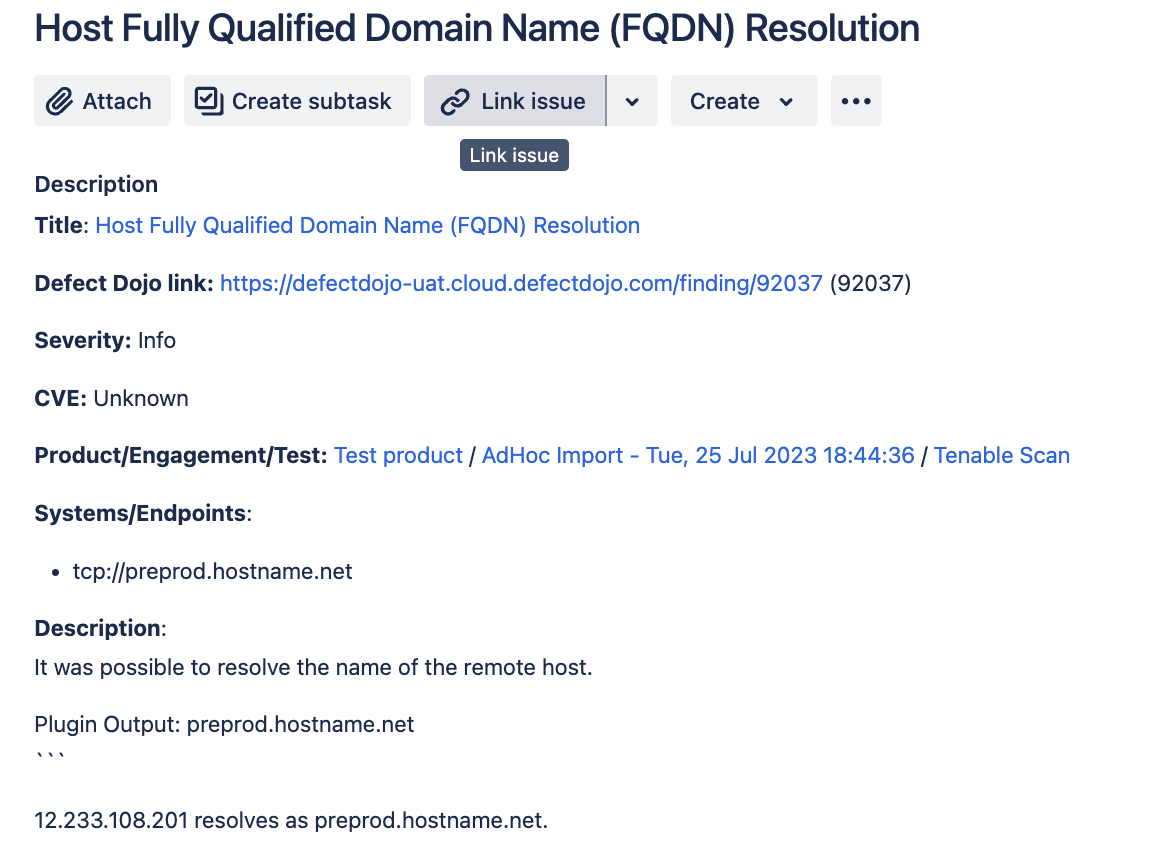 Host Fully Qualified Domain Name (FQDN) Resolution
Attach Create subtask Link issue Create
Link issue
Description
Title: Host Fully Qualified Domain Name (FQDN) Resolution
Defect Dojo link: https://defectdojo-uat.cloud.defectdojo.com/finding/92037 (92037)
Severity: Info
CVE: Unknown
Product/Engagement/Test: Test product / AdHoc Import - Tue, 25 Jul 2023 18:44:36 / Tenable Scan
Systems/Endpoints:
• tcp://preprod.hostname.net
Description:
It was possible to resolve the name of the remote host.
Plugin Output: preprod.hostname.net
```
12.233.108.201 resolves as preprod.hostname.net.